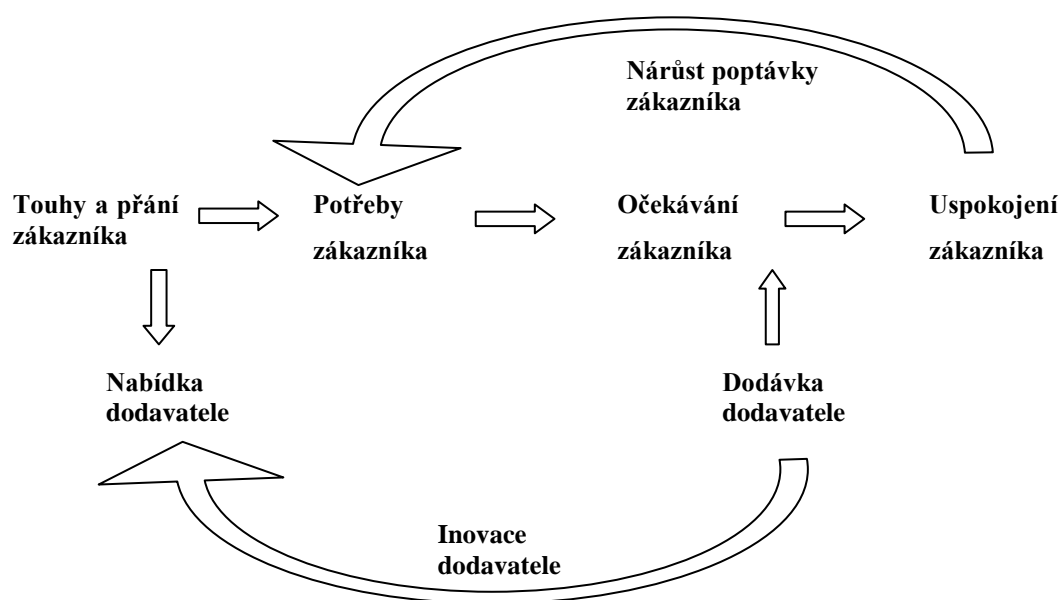 Nárůst poptávky
zákazníka
Touhy a přání
zákazníka
Potřeby
zákazníka
Očekávání
zákazníka
Uspokojení
zákazníka
Nabídka
dodavatele
Dodávka
dodavatele
Inovace
dodavatele